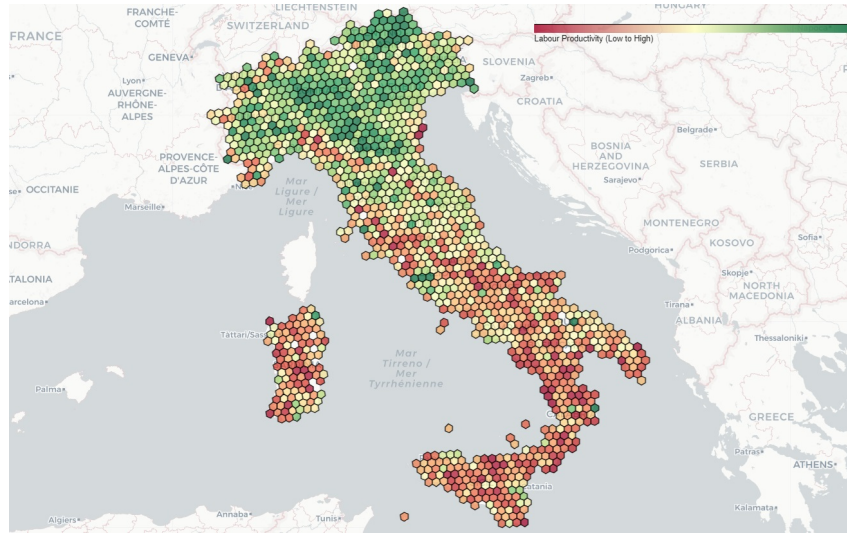 LIECHTENSTEIN
HUNGARY
FRANCHE-
COMTÉ
SWITZERLAND
Labour Productivity (Low to High)
FRANCE
GENEVA
SLOVENIA
Zagreb
Lyon
AUVERGNE-
RHÔNE-
ALPES
CROATIA
Belgrade
BOSNIA
AND
HERZEGOVINA
SERBIA
PROVENCE-
ALPES-CÔTE
D'AZUR
Sarajevo
OCCITANIE
Mar
Ligure /
Mer
Ligure
Marseille
MONTENEGRO
NDORRA
Podgorica
KOSOVO
Sofia
TALONIA
Skopje
NORTH
MACEDONIA
arcelona
Tirana
ALBANIA
Tàttari/Sass
Thessaloniki
Mar
Tirreno /
Mer
Tyrrhénienne
Palma
GREECE
Patras
ATHENS
Catania
Kalamata
Algiers
Annaba
Tunis